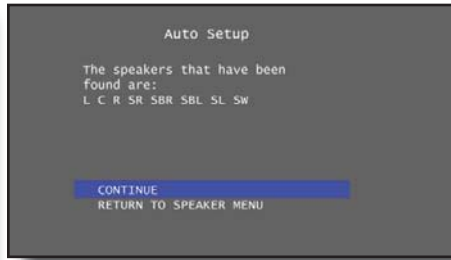 Auto Setup
The speakers that have been
found are:
L C R SR SBR SBL SL SW
CONTINUE
RETURN TO SPEAKER MENU